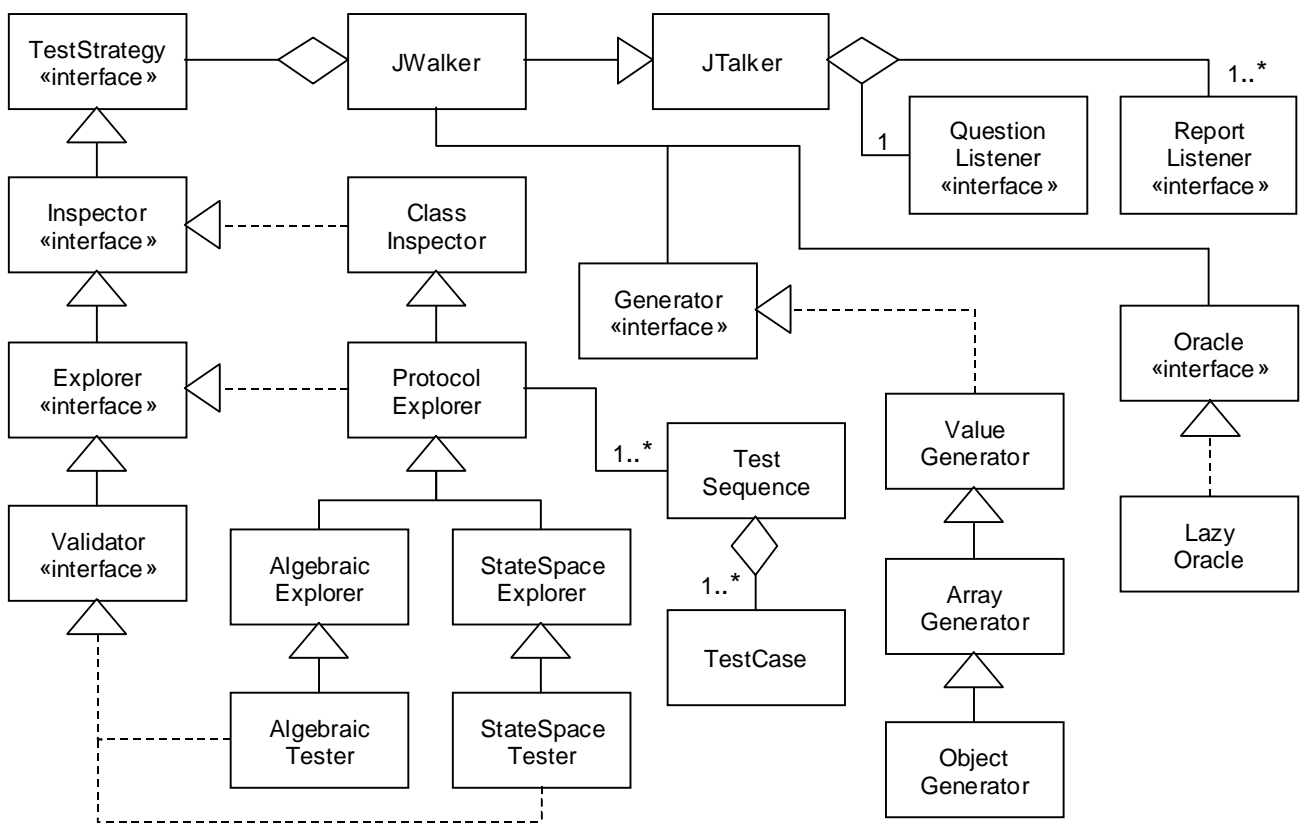 TestStrategy
«interface»
JWalker
JTalker
1..*
1
Question
Listener
«interface»
Report
Listener
«interface»
Inspector
«interface»
Class
Inspector
Generator
«interface»
Oracle
«interface»
Explorer
«interface»
Protocol
Explorer
1..*
Test
Sequence
Value
Generator
Validator
«interface»
Algebraic
Explorer
StateSpace
Explorer
Lazy
Oracle
1..*
Array
Generator
TestCase
Algebraic
Tester
StateSpace
Tester
Object
Generator